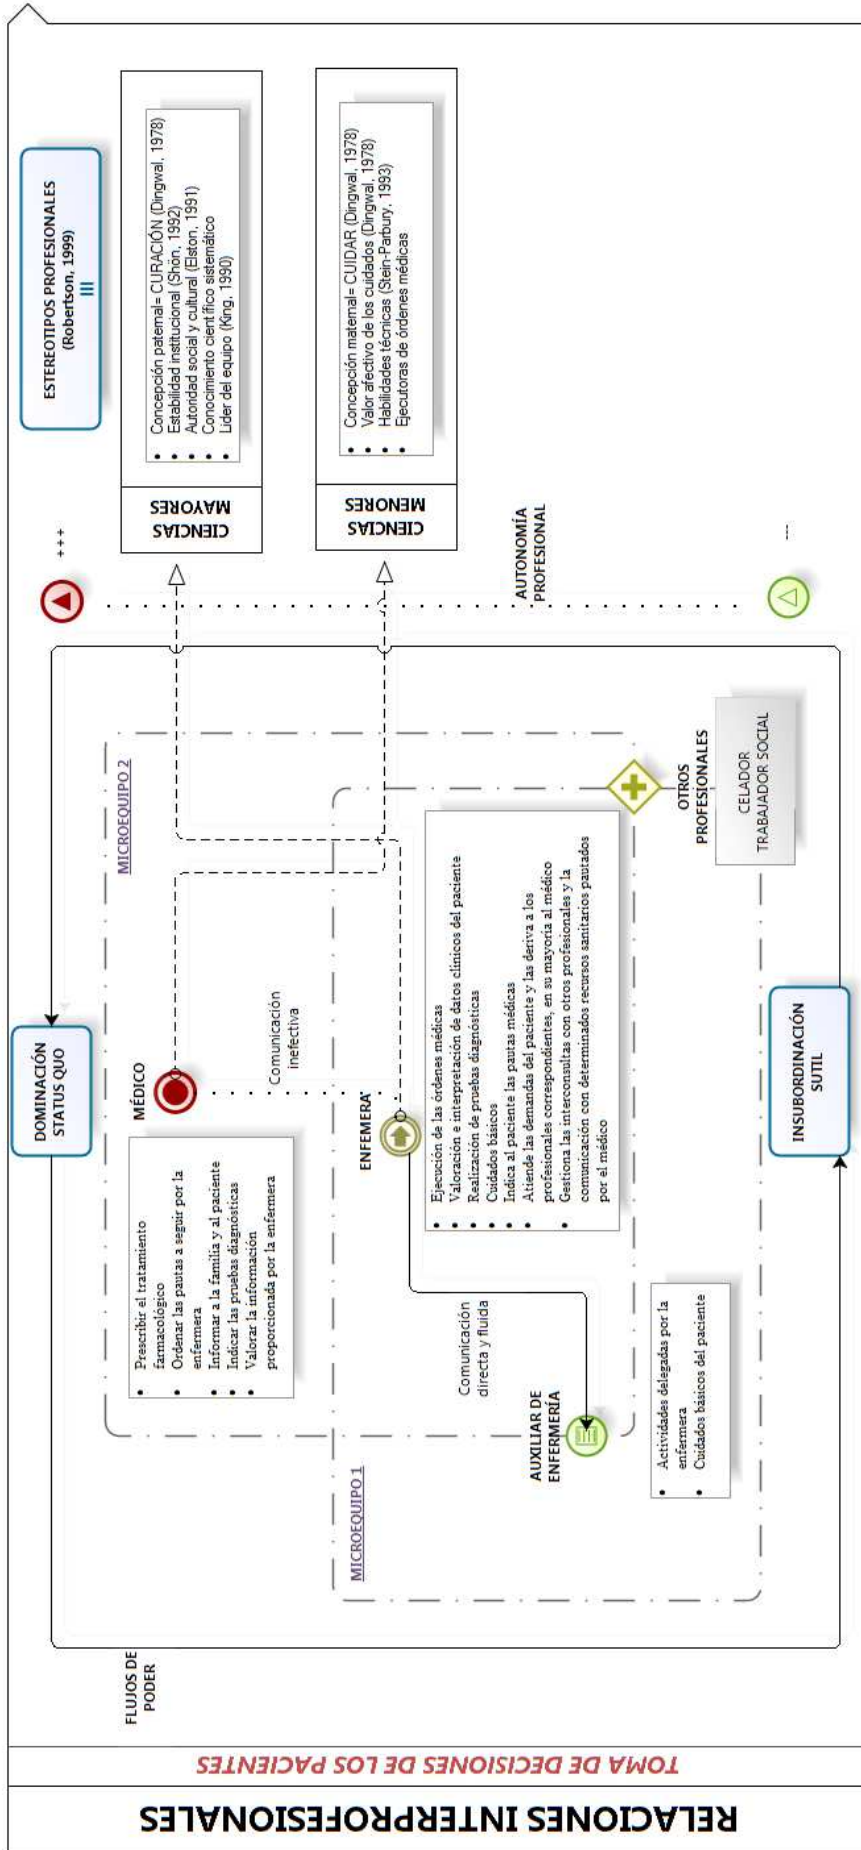 RELACIONES INTERPROFESIONALES
TOMA DE DECISIONES DE LOS PACIENTES
FLUJOS DE
PODER
DOMINACIÓN
STATUS QUO
ESTEREOTIPOS PROFESIONALES
(Robertson, 1999)
MICROEQUIPO 2
MÉDICO
• Prescribir el tratamiento
farmacológico
• Ordenar las pautas a seguir por la
enfermera
• Informar a la familia y al paciente
• Indicar las pruebas diagnósticas
• Valorar la información
proporcionada por la enfermera
Comunicación
inefectiva
+++
CIENCIAS
MAYORES
• Concepción paternal= CURACIÓN (Dingwal, 1978)
• Estabilidad institucional (Shön, 1992)
• Autoridad social y cultural (Elston, 1991)
• Conocimiento científico sistemático
• Líder del equipo (King, 1990)
MICROEQUIPO 1
ENFEMERA
• Ejecución de las órdenes médicas
• Valoración e interpretación de datos clínicos del paciente
• Realización de pruebas diagnósticas
• Cuidados básicos
• Indica al paciente las pautas médicas
• Atiende las demandas del paciente y las deriva a los
profesionales correspondientes, en su mayoría al médico
• Gestiona las interconsultas con otros profesionales y la
comunicación con determinados recursos sanitarios pautados
por el médico
CIENCIAS
MENORES
• Concepción maternal= CUIDAR (Dingwal, 1978)
• Valor afectivo de los cuidados (Dingwal, 1978)
• Habilidades técnicas (Stein-Parbury, 1993)
• Ejecutoras de órdenes médicas
Comunicación
directa y fluida
AUXILIAR DE
ENFERMERÍA
• Actividades delegadas por la
enfermera
• Cuidados básicos del paciente
AUTONOMÍA
PROFESIONAL
---
OTROS
PROFESIONALES
CELADOR
TRABAJADOR SOCIAL
INSUBORDINACIÓN
SUTIL